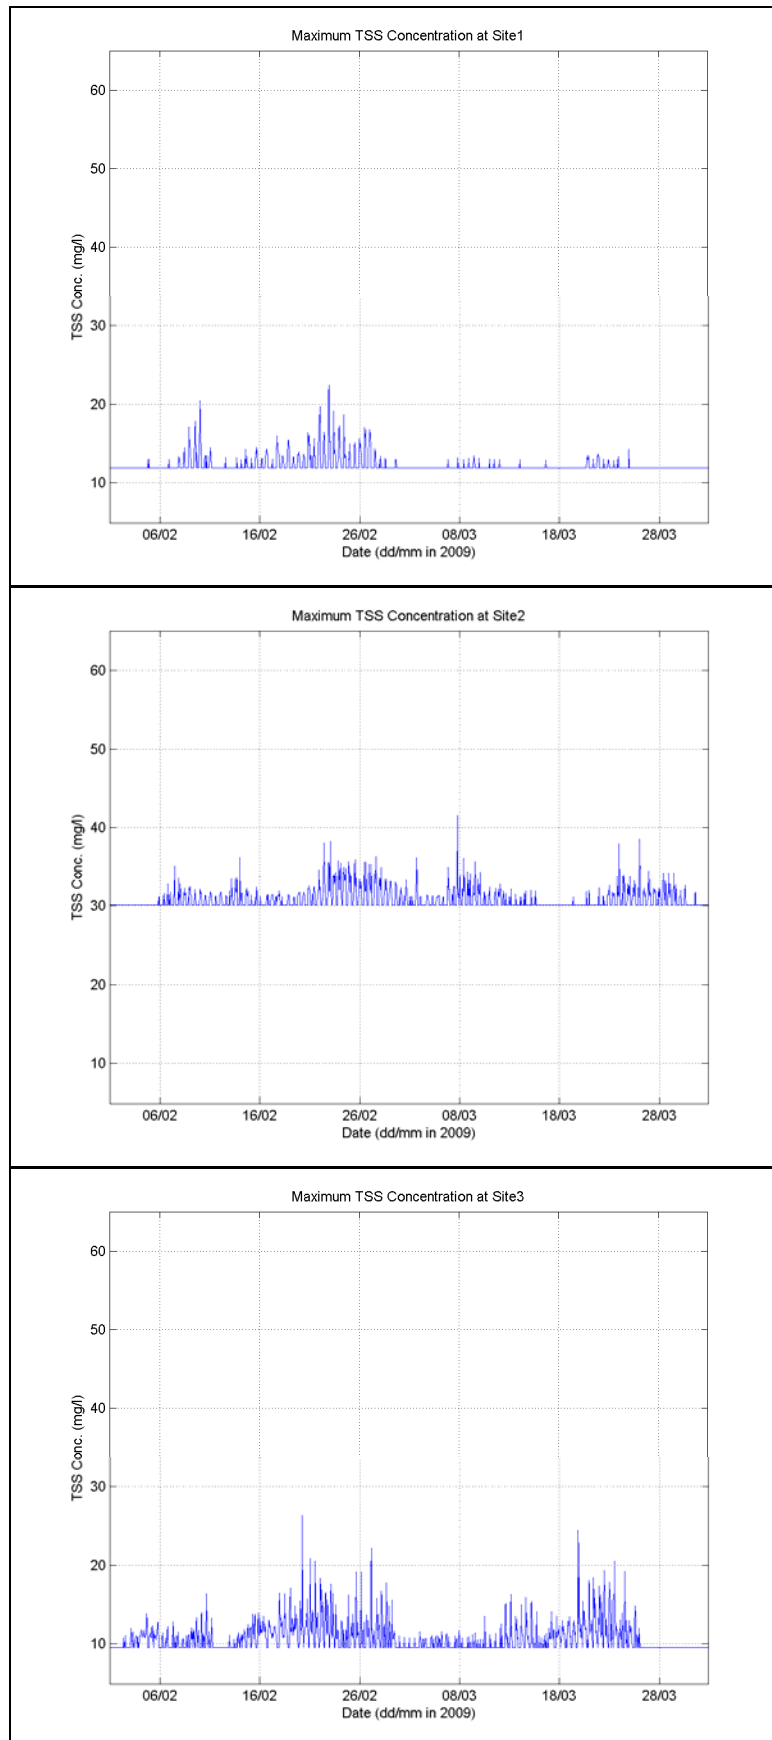 Maximum TSS Concentration at Site1
60
50
40
30
20
10
TSS Conc. (mg/l)
06/02 16/02 26/02 08/03 18/03 28/03
Date (dd/mm in 2009)
Maximum TSS Concentration at Site2
60
50
40
30
20
10
TSS Conc. (mg/l)
06/02 16/02 26/02 08/03 18/03 28/03
Date (dd/mm in 2009)
Maximum TSS Concentration at Site3
60
50
40
30
20
10
TSS Conc. (mg/l)
06/02 16/02 26/02 08/03 18/03 28/03
Date (dd/mm in 2009)